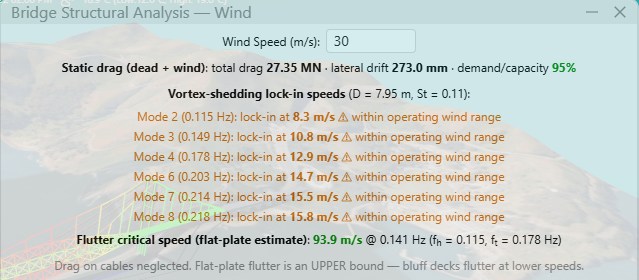 Bridge Structural Analysis — Wind
Wind Speed (m/s): 30
Static drag (dead + wind): total drag 27.35 MN · lateral drift 273.0 mm · demand/capacity 95%
Vortex-shedding lock-in speeds (D = 7.95 m, St = 0.11):
Mode 2 (0.115 Hz): lock-in at 8.3 m/s ⚠ within operating wind range
Mode 3 (0.149 Hz): lock-in at 10.8 m/s ⚠ within operating wind range
Mode 4 (0.178 Hz): lock-in at 12.9 m/s ⚠ within operating wind range
Mode 6 (0.203 Hz): lock-in at 14.7 m/s ⚠ within operating wind range
Mode 7 (0.214 Hz): lock-in at 15.5 m/s ⚠ within operating wind range
Mode 8 (0.218 Hz): lock-in at 15.8 m/s ⚠ within operating wind range
Flutter critical speed (flat-plate estimate): 93.9 m/s @ 0.141 Hz (fₕ = 0.115, fₜ = 0.178 Hz)
Drag on cables neglected. Flat-plate flutter is an UPPER bound — bluff decks flutter at lower speeds.